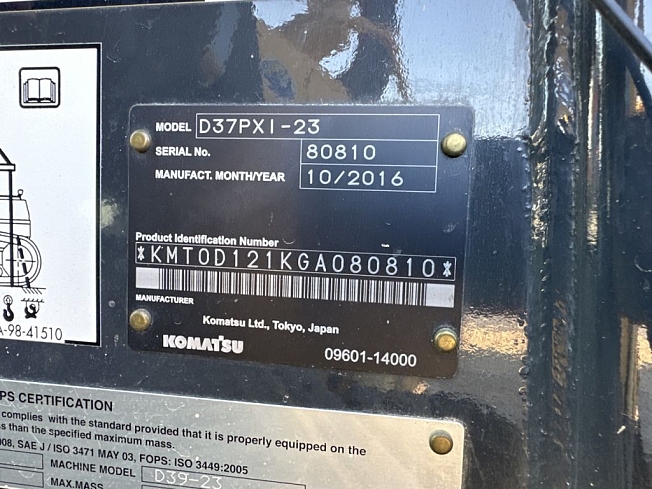 MODEL D37PXI-23
SERIAL No. 80810
MANUFACT. MONTH/YEAR 10/2016
Product Identification Number
*KMT0D121KGA080810*
MANUFACTURER
Komatsu Ltd., Tokyo, Japan
KOMATSU 09601-14000
A-98-41510
PS CERTIFICATION
complies with the standard provided that it is properly equipped on the
ss than the specified maximum mass.
008, SAE J / ISO 3471 MAY 03, FOPS: ISO 3449:2005
MACHINE MODEL D39-23
MAX.MASS